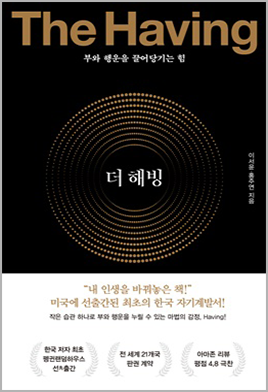 The Having
부와 행운을 끌어당기는 힘
더 해빙
이서윤 홍주연 지음
“내 인생을 바꿔놓은 책!”
미국에 선출간된 최초의 한국 자기계발서!
작은 습관 하나로 부와 행운을 누릴 수 있는 마법의 감정, Having!
한국 저자 최초
펭귄랜덤하우스
선출간
전 세계 21개국
판권 계약
아마존 리뷰
평점 4.8 극찬